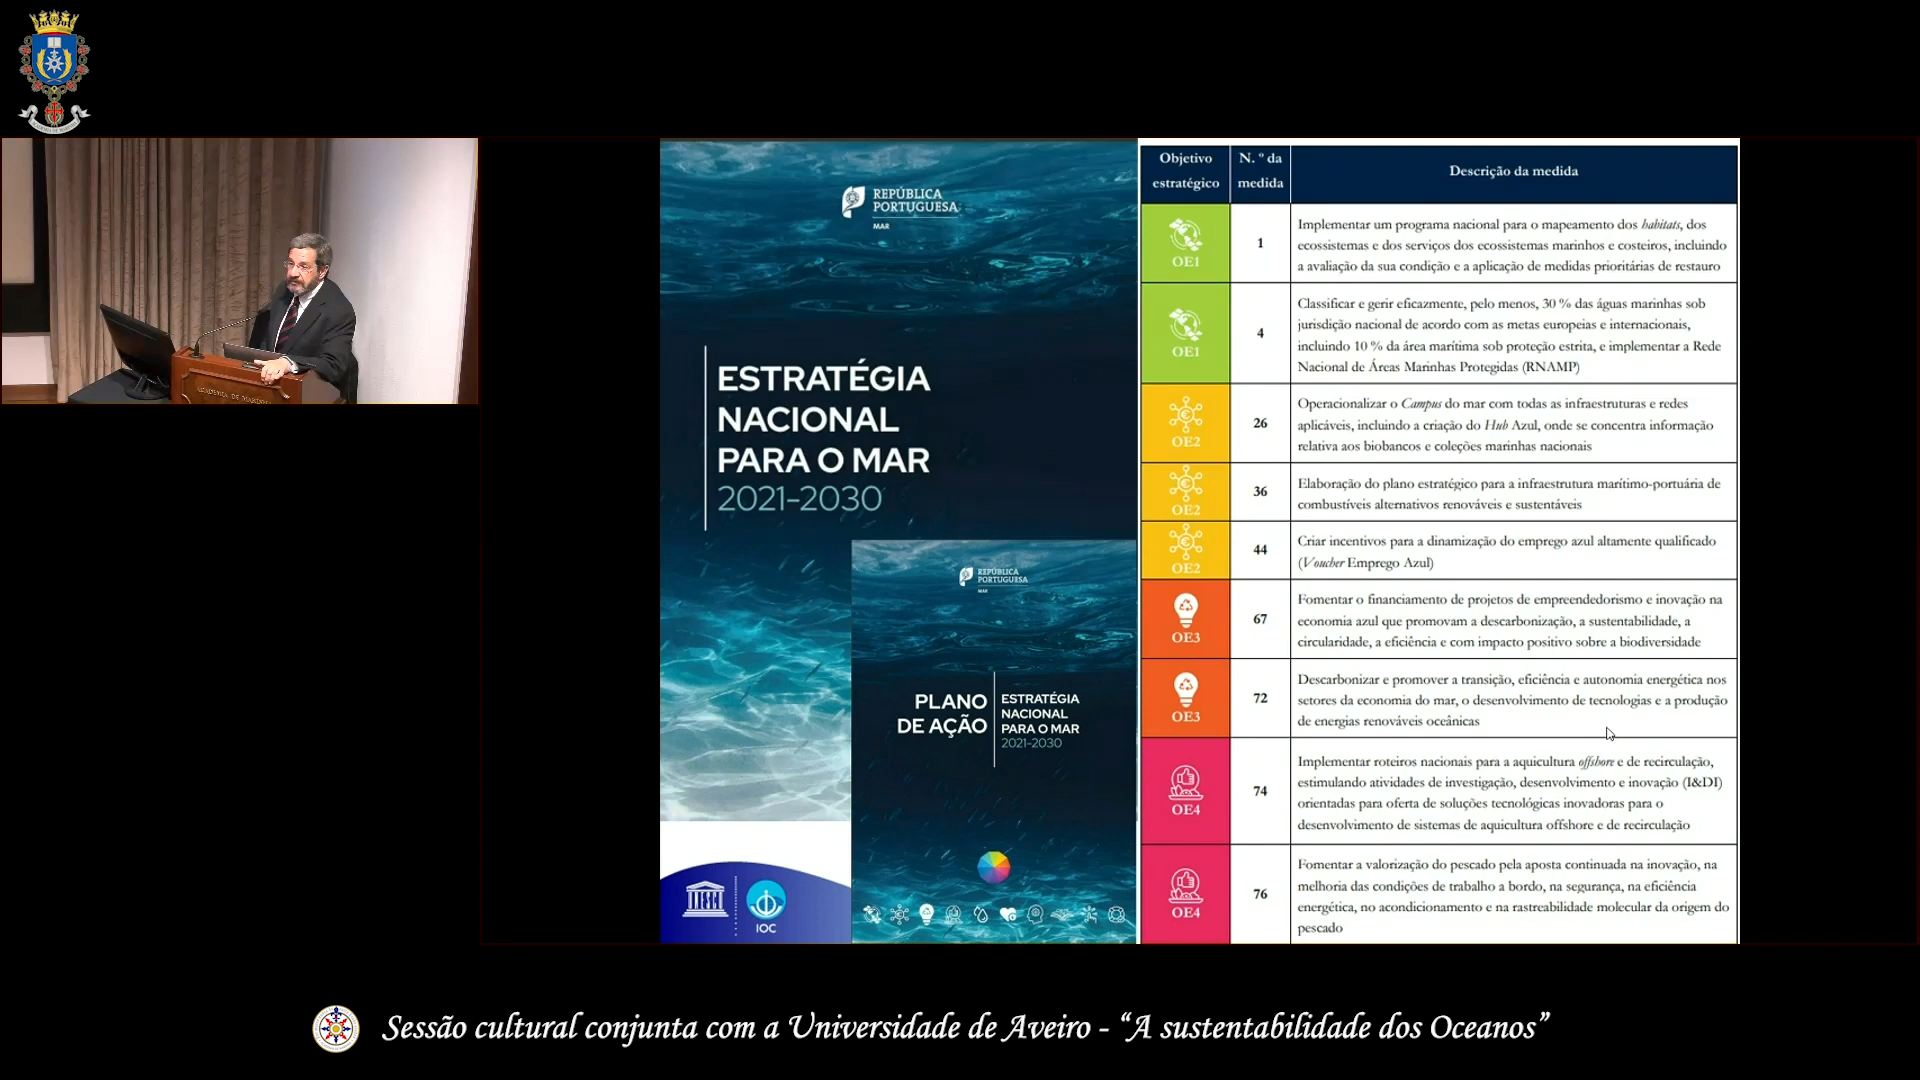 ACADEMIA DE MARINHA
REPÚBLICA
PORTUGUESA
MAR
ESTRATÉGIA
NACIONAL
PARA O MAR
2021-2030
REPÚBLICA
PORTUGUESA
MAR
PLANO
DE AÇÃO
ESTRATÉGIA
NACIONAL
PARA O MAR
2021-2030
IOC
Objetivo
estratégico
N. º da
medida
Descrição da medida
OE1
1
Implementar um programa nacional para o mapeamento dos habitats, dos
ecossistemas e dos serviços dos ecossistemas marinhos e costeiros, incluindo
a avaliação da sua condição e a aplicação de medidas prioritárias de restauro
OE1
4
Classificar e gerir eficazmente, pelo menos, 30 % das águas marinhas sob
jurisdição nacional de acordo com as metas europeias e internacionais,
incluindo 10 % da área marítima sob proteção estrita, e implementar a Rede
Nacional de Áreas Marinhas Protegidas (RNAMP)
OE2
26
Operacionalizar o Campus do mar com todas as infraestruturas e redes
aplicáveis, incluindo a criação do Hub Azul, onde se concentra informação
relativa aos biobancos e coleções marinhas nacionais
OE2
36
Elaboração do plano estratégico para a infraestrutura marítimo-portuária de
combustíveis alternativos renováveis e sustentáveis
OE2
44
Criar incentivos para a dinamização do emprego azul altamente qualificado
(Voucher Emprego Azul)
OE3
67
Fomentar o financiamento de projetos de empreendedorismo e inovação na
economia azul que promovam a descarbonização, a sustentabilidade, a
circularidade, a eficiência e com impacto positivo sobre a biodiversidade
OE3
72
Descarbonizar e promover a transição, eficiência e autonomia energética nos
setores da economia do mar, o desenvolvimento de tecnologias e a produção
de energias renováveis oceânicas
OE4
74
Implementar roteiros nacionais para a aquicultura offshore e de recirculação,
estimulando atividades de investigação, desenvolvimento e inovação (I&DI)
orientadas para oferta de soluções tecnológicas inovadoras para o
desenvolvimento de sistemas de aquicultura offshore e de recirculação
OE4
76
Fomentar a valorização do pescado pela aposta continuada na inovação, na
melhoria das condições de trabalho a bordo, na segurança, na eficiência
energética, no acondicionamento e na rastreabilidade molecular da origem do
pescado
Sessão cultural conjunta com a Universidade de Aveiro - “A sustentabilidade dos Oceanos”